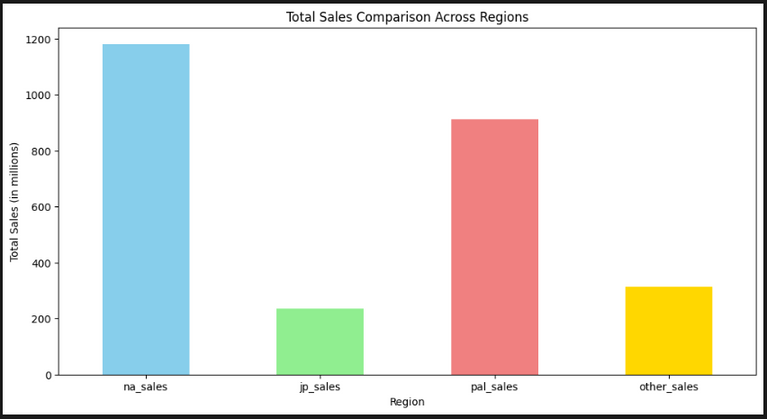 Total Sales Comparison Across Regions
Total Sales (in millions)
1200
1000
800
600
400
200
0
na_sales jp_sales pal_sales other_sales
Region